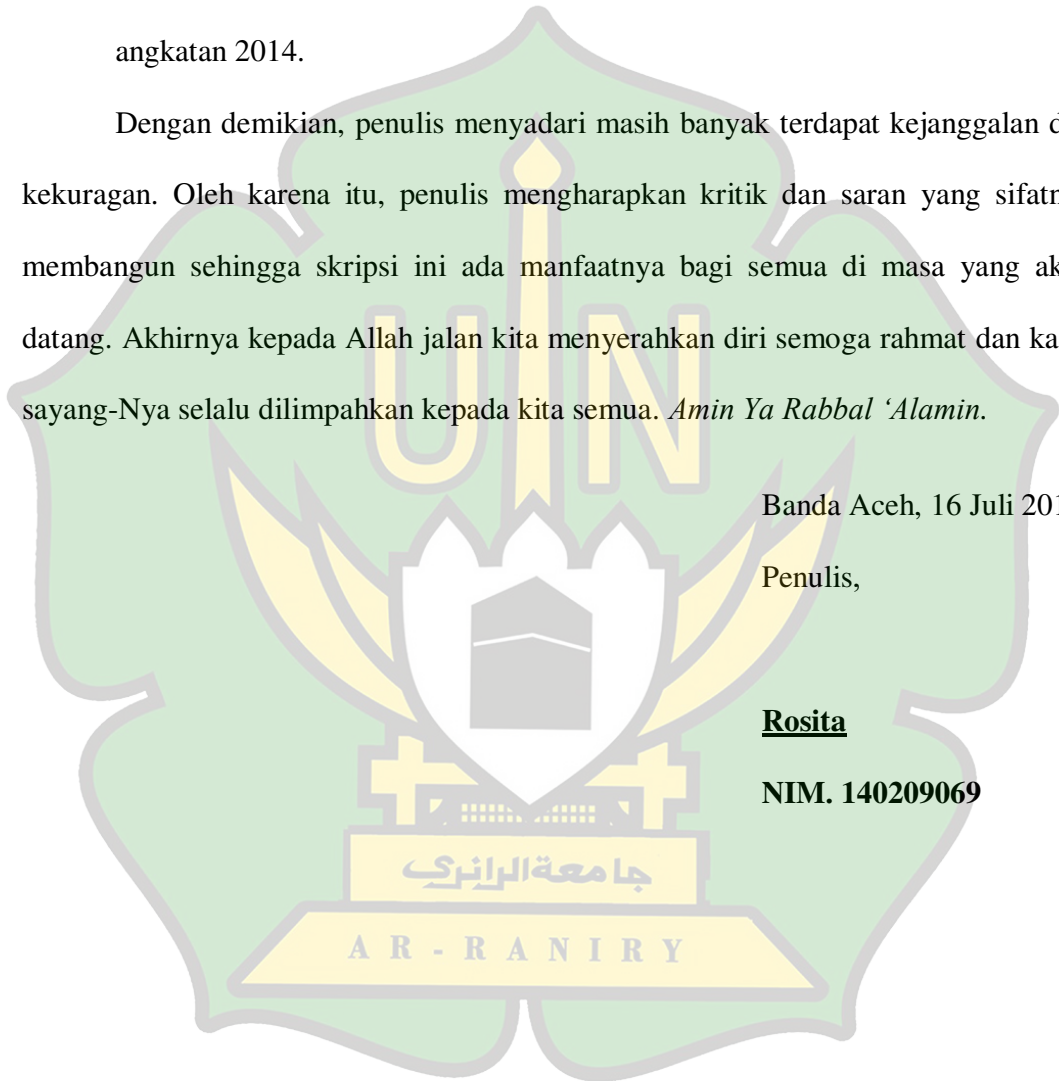 angkatan 2014.
Dengan demikian, penulis menyadari masih banyak terdapat kejanggalan d
kekuragan. Oleh karena itu, penulis mengharapkan kritik dan saran yang sifatn
membangun sehingga skripsi ini ada manfaatnya bagi semua di masa yang ak
datang. Akhirnya kepada Allah jalan kita menyerahkan diri semoga rahmat dan ka
sayang-Nya selalu dilimpahkan kepada kita semua. Amin Ya Rabbal ‘Alamin.
UIN
Banda Aceh, 16 Juli 201
Penulis,
Rosita
NIM. 140209069
جامعةالرانري
AR-RANIRY